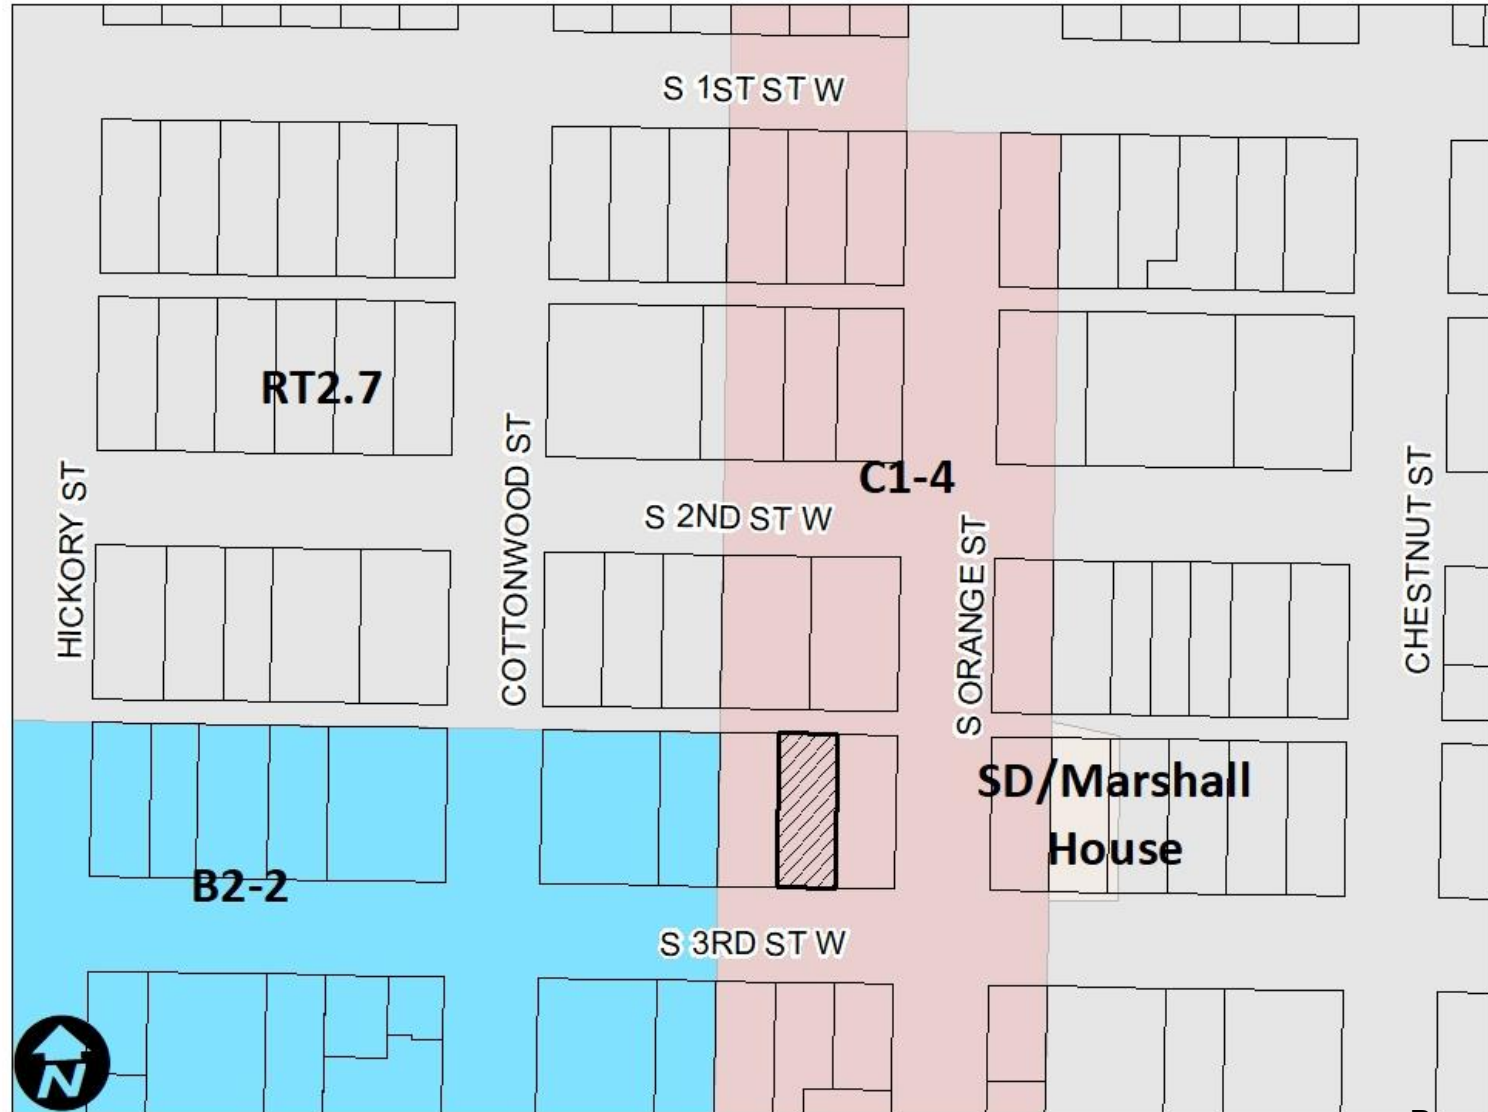 S 1ST ST W
RT2.7
C1-4
HICKORY ST
COTTONWOOD ST
S 2ND ST W
S ORANGE ST
CHESTNUT ST
SD/Marshall
House
B2-2
S 3RD ST W
N